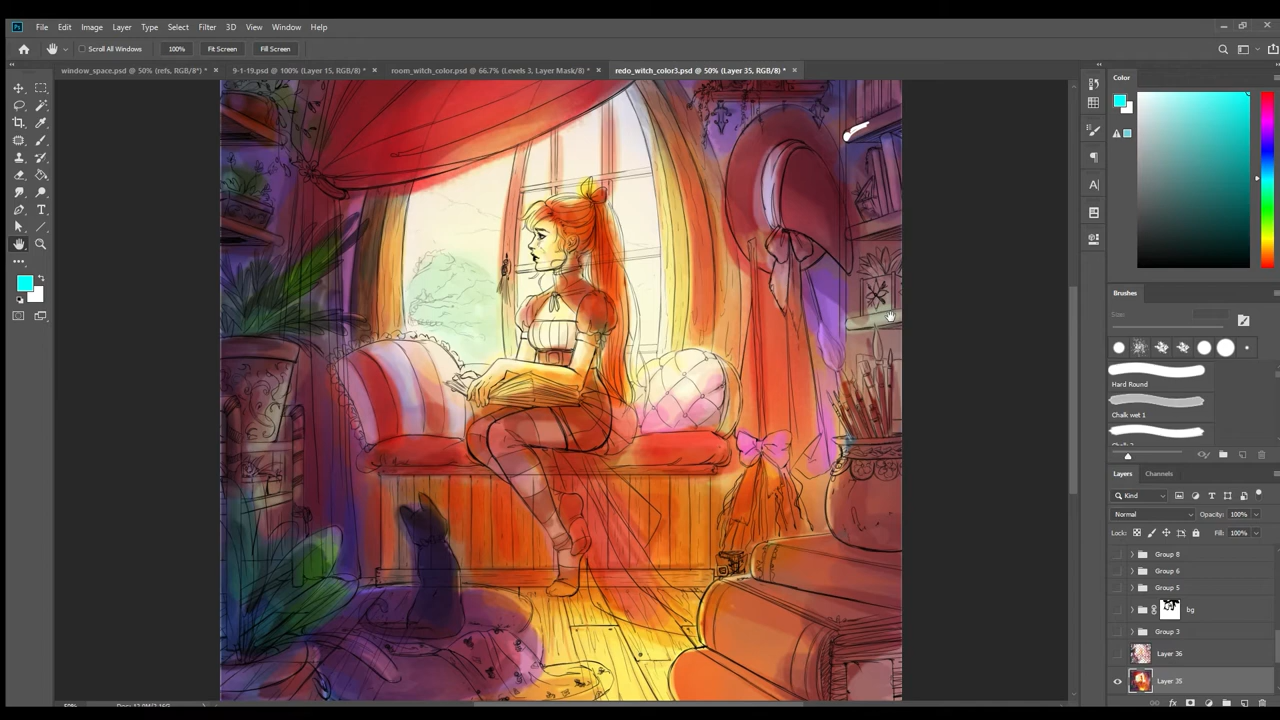 Ps File Edit Image Layer Type Select Filter 3D View Window Help
Scroll All Windows 100% Fit Screen Fill Screen
window_space.psd @ 50% (refs, RGB/8*) * × 9-1-19.psd @ 100% (Layer 15, RGB/8) * × room_witch_color.psd @ 66.7% (Levels 3, Layer Mask/8) * × redo_witch_color3.psd @ 50% (Layer 35, RGB/8) * ×
Color
Brushes
Size:
Hard Round
Chalk wet 1
Layers Channels
Kind
Normal Opacity: 100%
Lock: Fill: 100%
Group 8
Group 6
Group 5
bg
Group 3
Layer 36
Layer 35